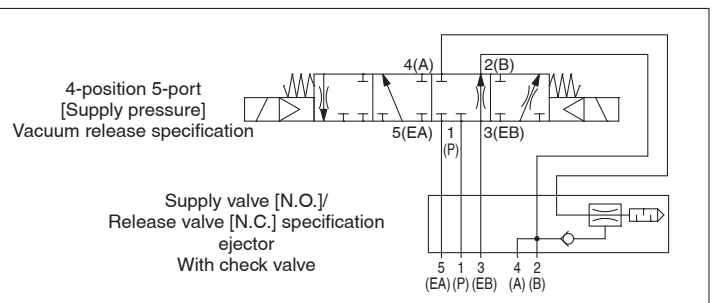 4-position 5-port
[Supply pressure]
Vacuum release specification
4(A)
2(B)
5(EA)
1
(P)
3(EB)
Supply valve [N.O.]/
Release valve [N.C.] specification
ejector
With check valve
5 1 3 4 2
(EA) (P) (EB) (A) (B)